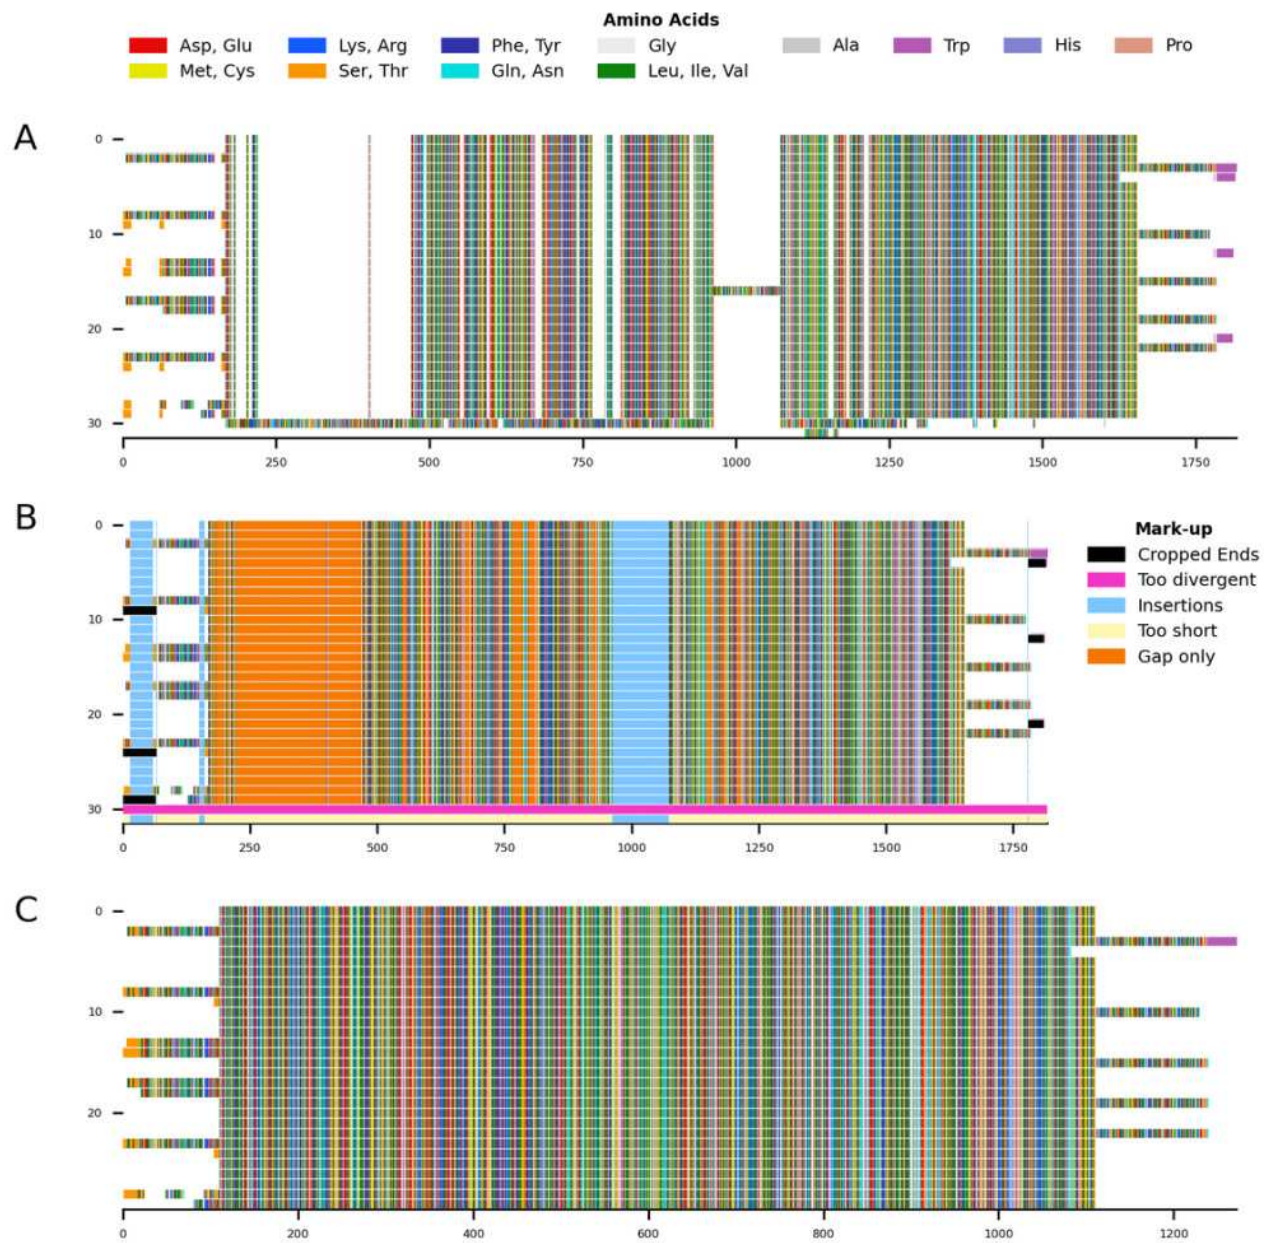 Amino Acids
Asp, Glu Lys, Arg Phe, Tyr Gly Ala Trp His Pro
Met, Cys Ser, Thr Gln, Asn Leu, Ile, Val
A
0
10
20
30
0 250 500 750 1000 1250 1500 1750
B
0
10
20
30
0 250 500 750 1000 1250 1500 1750
Mark-up
Cropped Ends
Too divergent
Insertions
Too short
Gap only
C
0
10
20
0 200 400 600 800 1000 1200